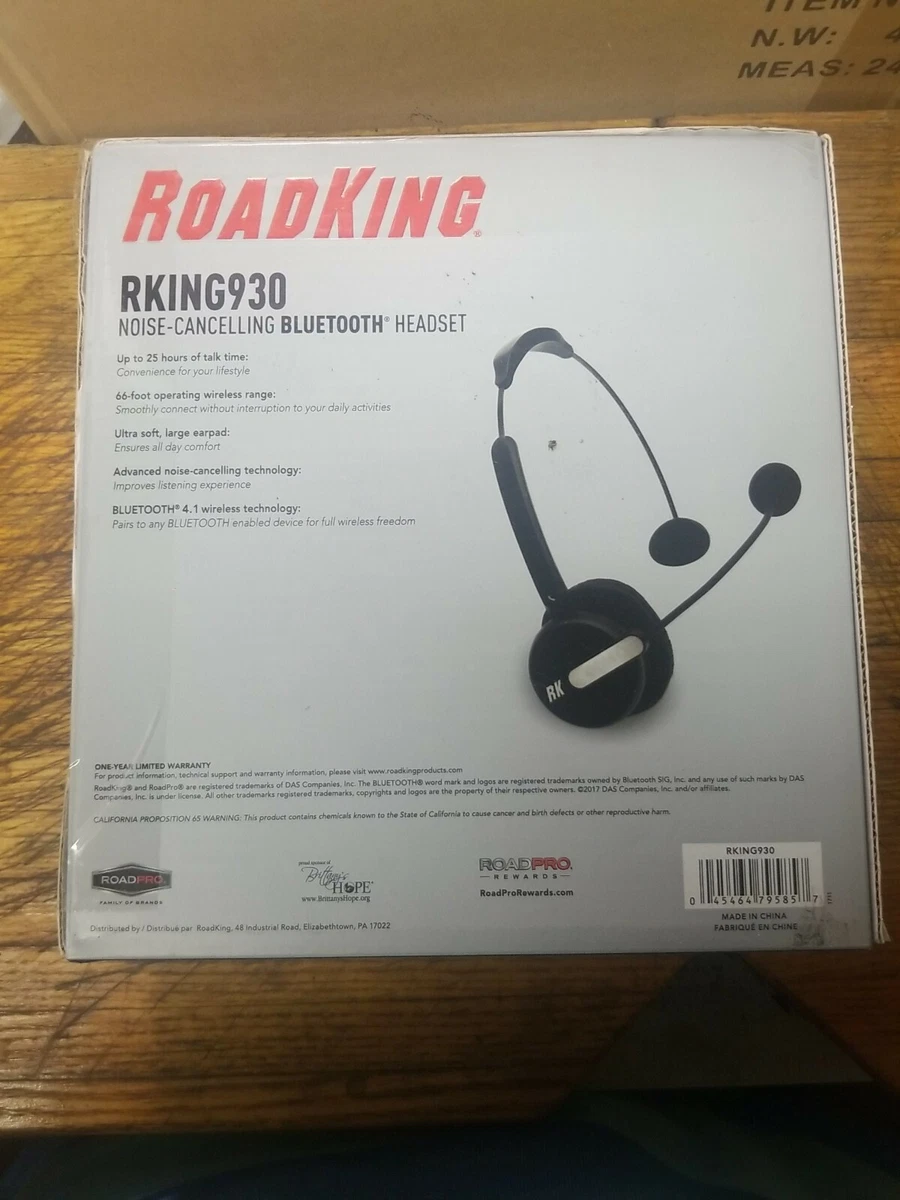 ITEM N
N.W: 4
MEAS: 24
ROADKING®
RKING930
NOISE-CANCELLING BLUETOOTH® HEADSET
Up to 25 hours of talk time:
Convenience for your lifestyle
66-foot operating wireless range:
Smoothly connect without interruption to your daily activities
Ultra soft, large earpad:
Ensures all day comfort
Advanced noise-cancelling technology:
Improves listening experience
BLUETOOTH® 4.1 wireless technology:
Pairs to any BLUETOOTH enabled device for full wireless freedom
RK
ONE-YEAR LIMITED WARRANTY
For product information, technical support and warranty information, please visit www.roadkingproducts.com
RoadKing® and RoadPro® are registered trademarks of DAS Companies, Inc. The BLUETOOTH® word mark and logos are registered trademarks owned by Bluetooth SIG, Inc. and any use of such marks by DAS
Companies, Inc. is under license. All other trademarks registered trademarks, copyrights and logos are the property of their respective owners. ©2017 DAS Companies, Inc. and/or affiliates.
CALIFORNIA PROPOSITION 65 WARNING: This product contains chemicals known to the State of California to cause cancer and birth defects or other reproductive harm.
ROADPRO®
FAMILY OF BRANDS
proud sponsor of
Brittany's
HOPE®
www.BrittanysHope.org
ROADPRO®
REWARDS
RoadProRewards.com
RKING930
0 45464 79585 7
MADE IN CHINA
FABRIQUÉ EN CHINE
Distributed by / Distribué par RoadKing, 48 Industrial Road, Elizabethtown, PA 17022